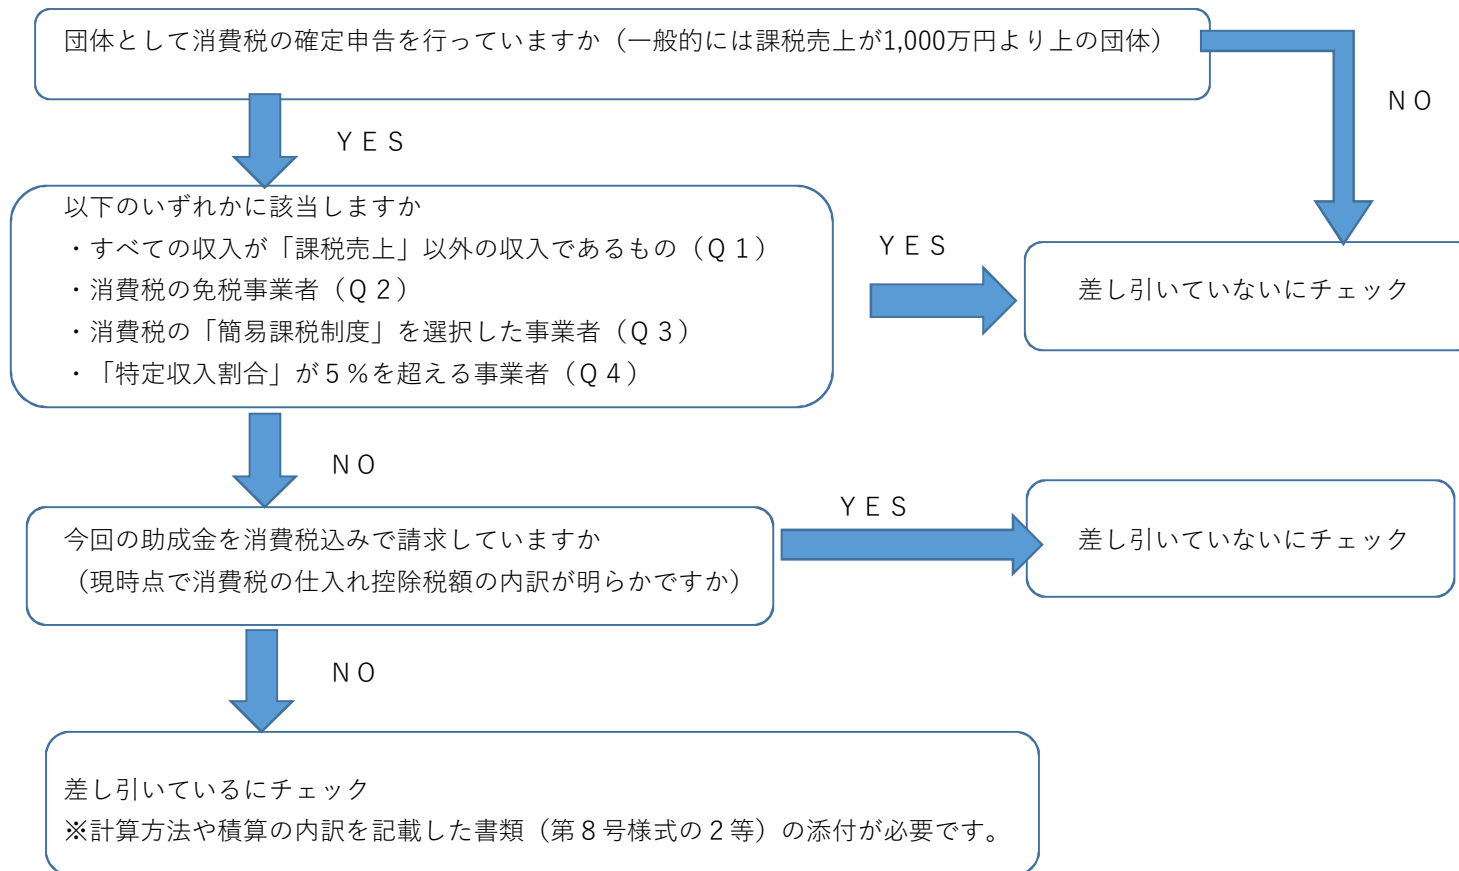 団体として消費税の確定申告を行っていますか（一般的には課税売上が1,000万円より上の団体）
ＮＯ
ＹＥＳ
以下のいずれかに該当しますか
・すべての収入が「課税売上」以外の収入であるもの（Ｑ１）
・消費税の免税事業者（Ｑ２）
・消費税の「簡易課税制度」を選択した事業者（Ｑ３）
・「特定収入割合」が５％を超える事業者（Ｑ４）
ＹＥＳ
差し引いていないにチェック
ＮＯ
今回の助成金を消費税込みで請求していますか
（現時点で消費税の仕入れ控除税額の内訳が明らかですか）
ＹＥＳ
差し引いていないにチェック
ＮＯ
差し引いているにチェック
※計算方法や積算の内訳を記載した書類（第８号様式の２等）の添付が必要です。